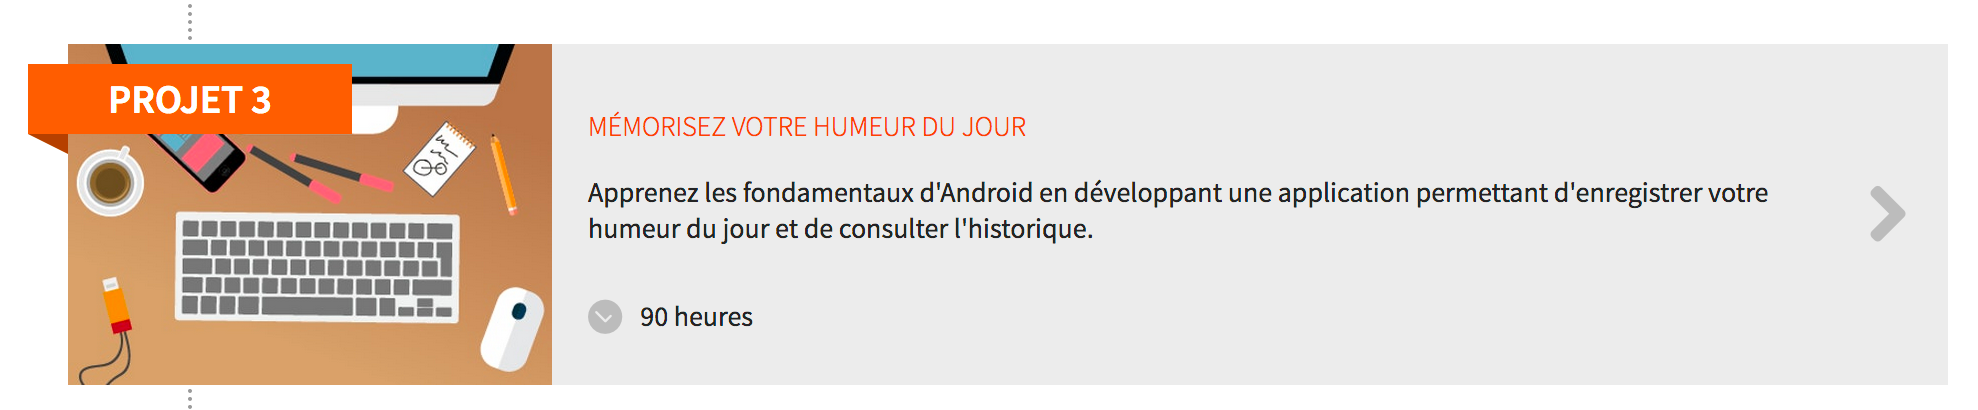 PROJET 3
MÉMORISEZ VOTRE HUMEUR DU JOUR
Apprenez les fondamentaux d'Android en développant une application permettant d'enregistrer votre
humeur du jour et de consulter l'historique.
90 heures